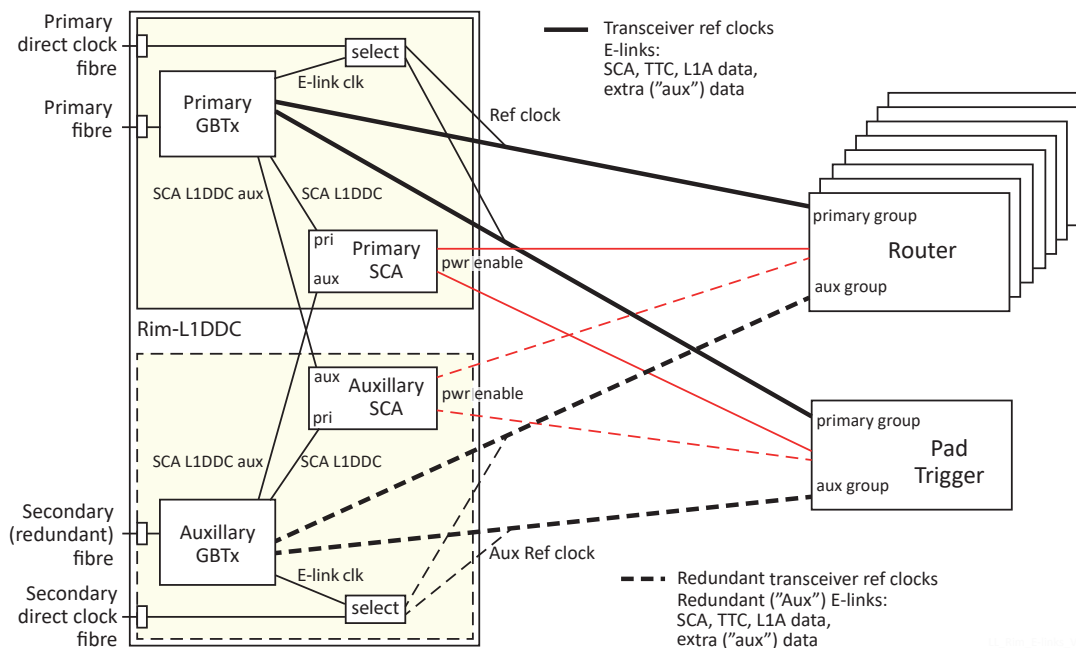 Primary
direct clock
fibre
select
E-link clk
Primary
GBTx
Primary
fibre
Ref clock
Transceiver ref clocks
E-links:
SCA, TTC, L1A data,
extra ("aux") data
SCA L1DDC aux
SCA L1DDC
pri
aux
Primary
SCA
pwr enable
primary group
Router
aux group
Rim-L1DDC
aux
pri
Auxillary
SCA
pwr enable
primary group
Pad
Trigger
aux group
SCA L1DDC aux
SCA L1DDC
Secondary
(redundant)
fibre
Auxillary
GBTx
Aux Ref clock
E-link clk
select
Secondary
direct clock
fibre
Redundant transceiver ref clocks
Redundant ("Aux") E-links:
SCA, TTC, L1A data,
extra ("aux") data